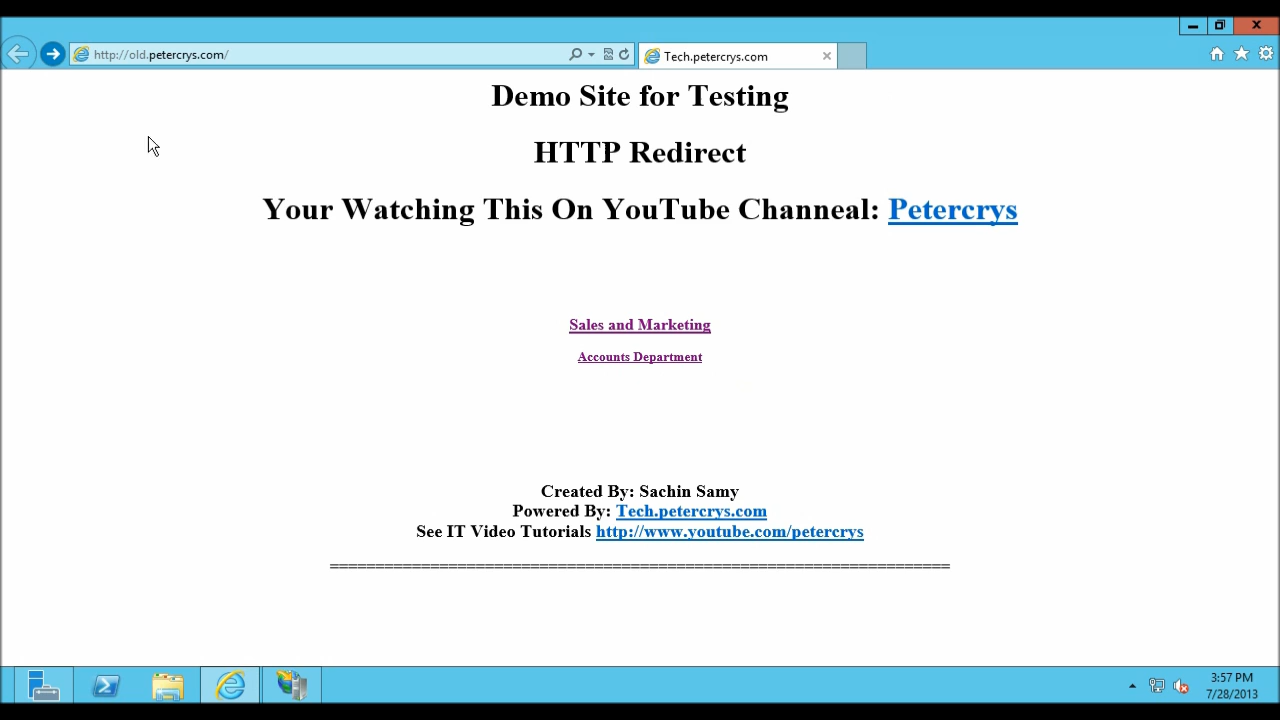 http://old.petercrys.com/
Tech.petercrys.com
Demo Site for Testing
HTTP Redirect
Your Watching This On YouTube Channeal: Petercrys
Sales and Marketing
Accounts Department
Created By: Sachin Samy
Powered By: Tech.petercrys.com
See IT Video Tutorials http://www.youtube.com/petercrys
====================================================================
3:57 PM
7/28/2013